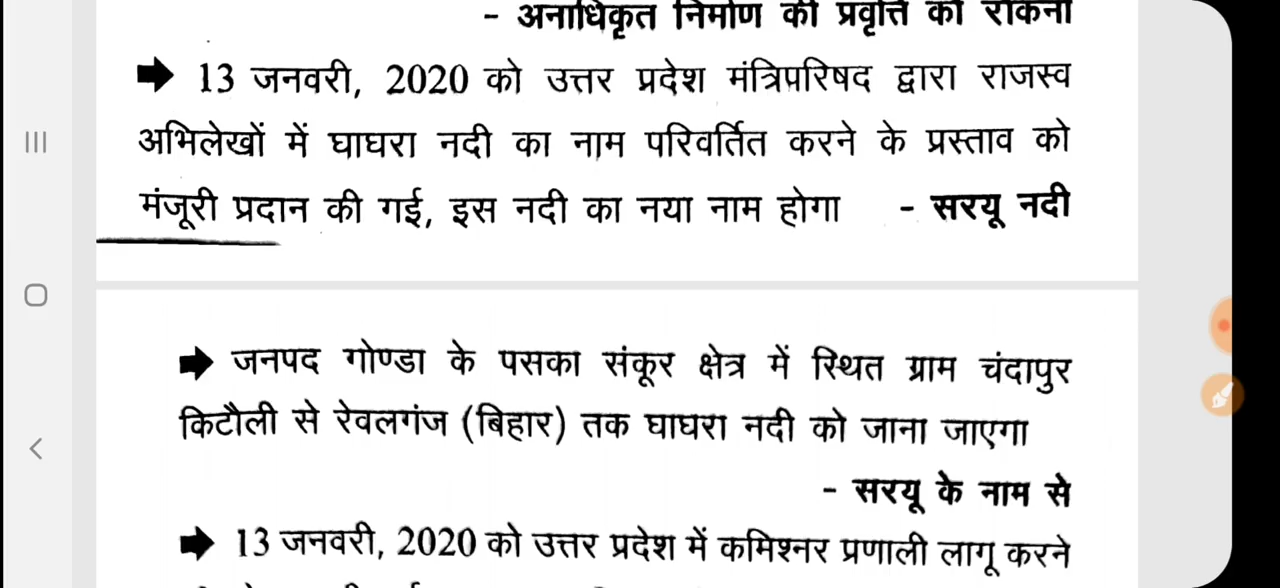 - अनाधिकृत निर्माण की प्रवृत्ति को रोकना
➡ 13 जनवरी, 2020 को उत्तर प्रदेश मंत्रिपरिषद द्वारा राजस्व
अभिलेखों में घाघरा नदी का नाम परिवर्तित करने के प्रस्ताव को
मंजूरी प्रदान की गई, इस नदी का नया नाम होगा - सरयू नदी
➡ जनपद गोण्डा के पसका संकूर क्षेत्र में स्थित ग्राम चंदापुर
किटौली से रेवलगंज (बिहार) तक घाघरा नदी को जाना जाएगा
- सरयू के नाम से
➡ 13 जनवरी, 2020 को उत्तर प्रदेश में कमिश्नर प्रणाली लागू करने